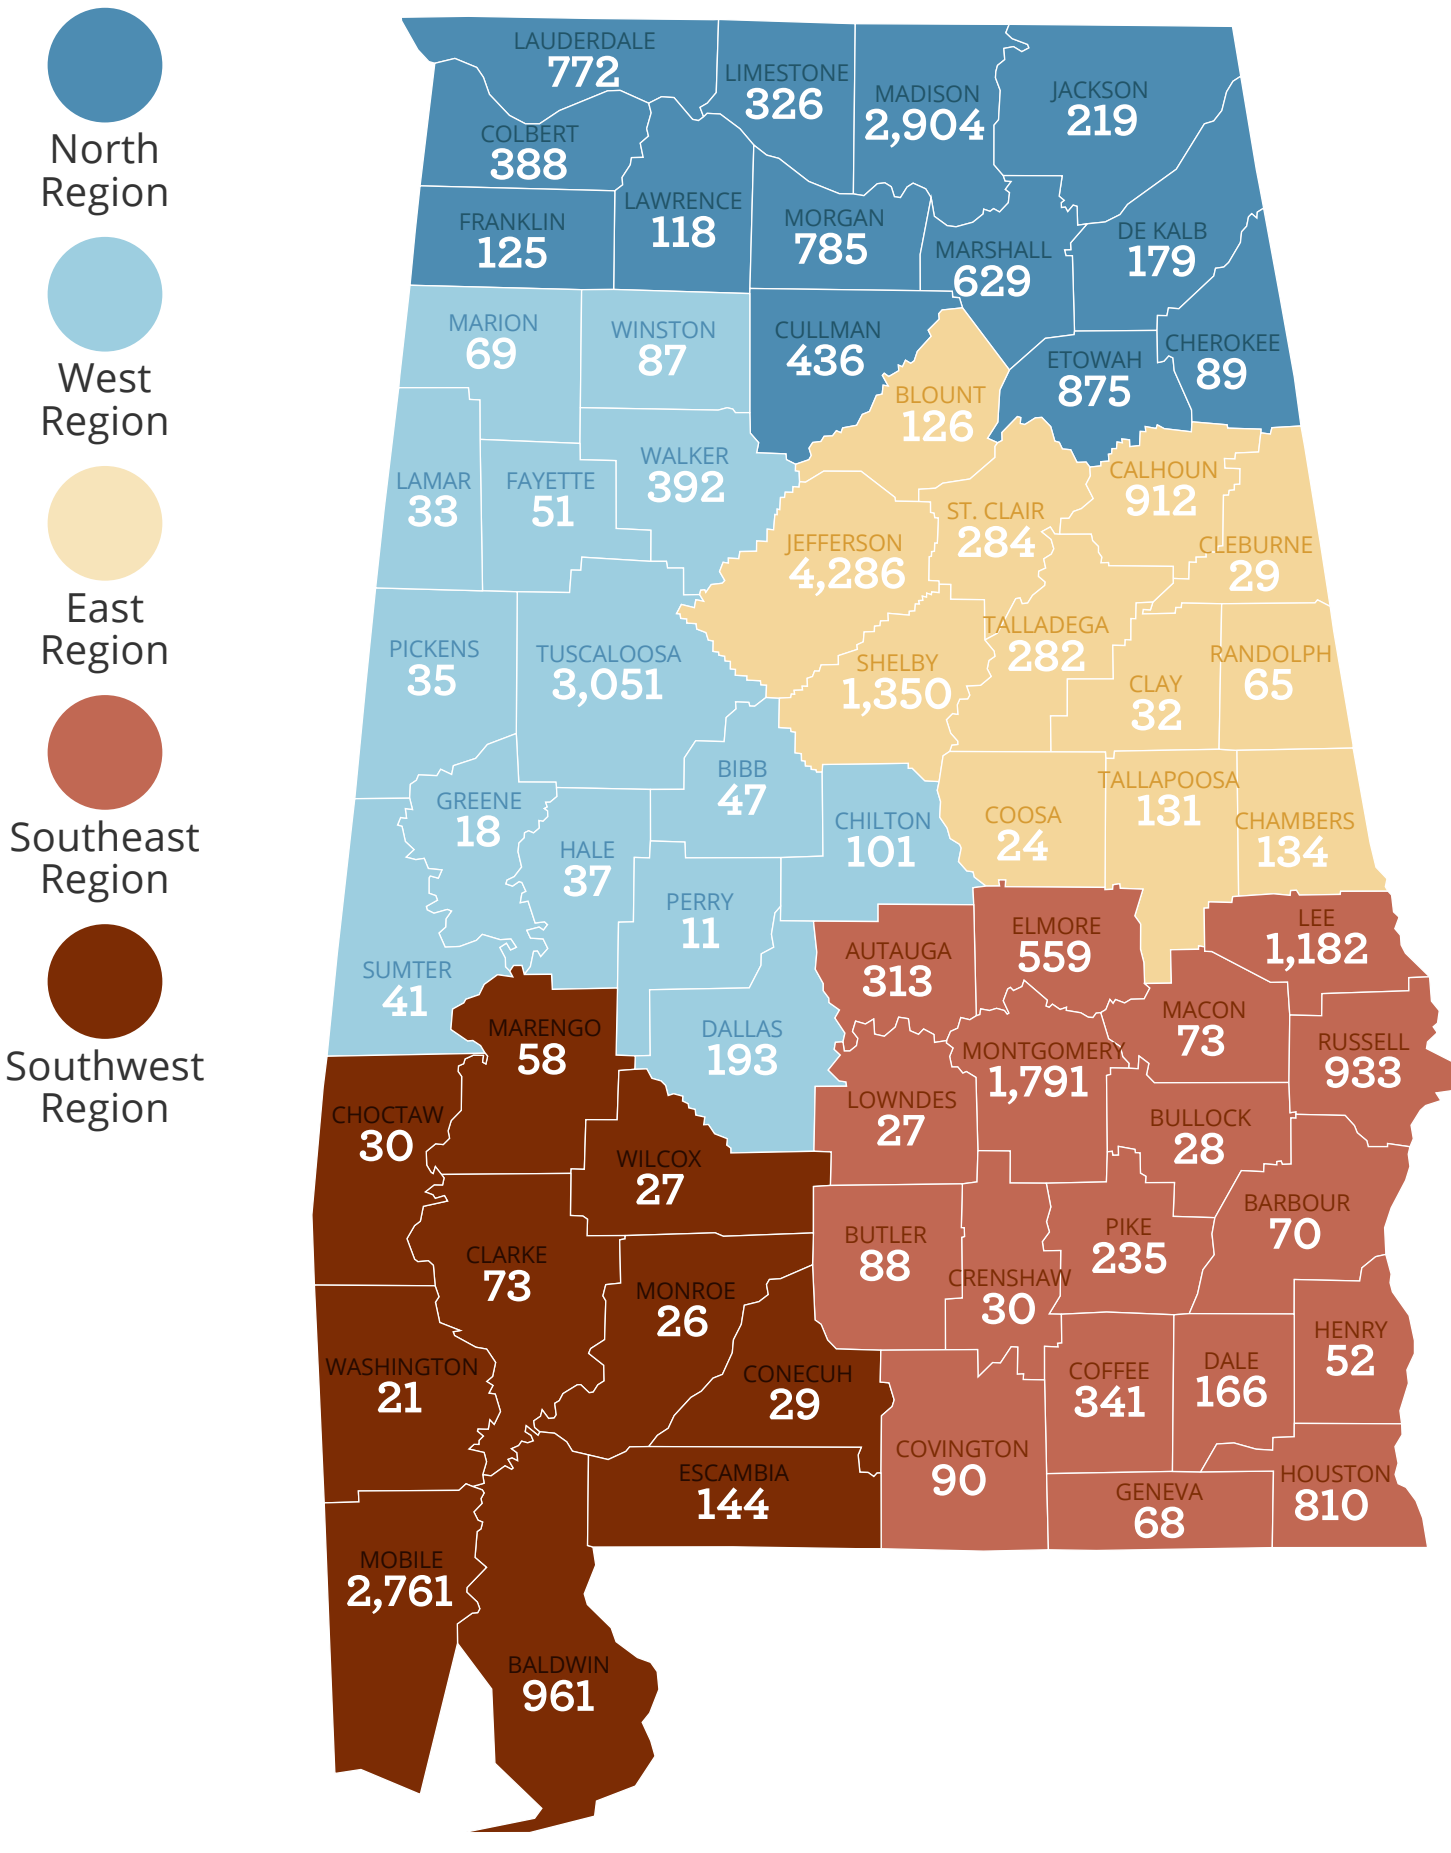 North
Region
West
Region
East
Region
Southeast
Region
Southwest
Region
LAUDERDALE
772
LIMESTONE
326
MADISON
2,904
JACKSON
219
COLBERT
388
LAWRENCE
118
FRANKLIN
125
MORGAN
785
MARSHALL
629
DE KALB
179
CULLMAN
436
ETOWAH
875
CHEROKEE
89
MARION
69
WINSTON
87
BLOUNT
126
LAMAR
33
FAYETTE
51
WALKER
392
CALHOUN
912
ST. CLAIR
284
JEFFERSON
4,286
CLEBURNE
29
PICKENS
35
TUSCALOOSA
3,051
SHELBY
1,350
TALLADEGA
282
RANDOLPH
65
CLAY
32
BIBB
47
GREENE
18
HALE
37
CHILTON
101
COOSA
24
TALLAPOOSA
131
CHAMBERS
134
PERRY
11
SUMTER
41
AUTAUGA
313
ELMORE
559
LEE
1,182
MARENGO
58
DALLAS
193
MONTGOMERY
1,791
MACON
73
RUSSELL
933
CHOCTAW
30
LOWNDES
27
BULLOCK
28
WILCOX
27
BUTLER
88
PIKE
235
BARBOUR
70
CLARKE
73
MONROE
26
CRENSHAW
30
WASHINGTON
21
CONECUH
29
COFFEE
341
DALE
166
HENRY
52
COVINGTON
90
ESCAMBIA
144
GENEVA
68
HOUSTON
810
MOBILE
2,761
BALDWIN
961